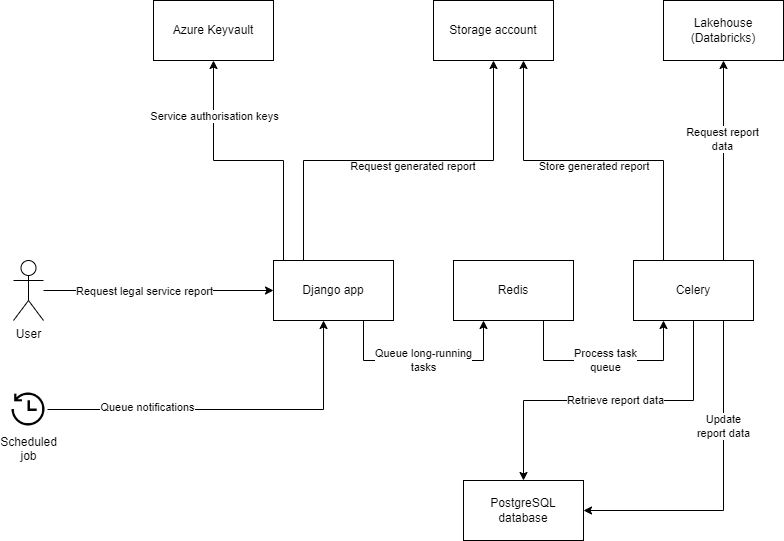 Azure Keyvault
Storage account
Lakehouse
(Databricks)
Service authorisation keys
Request report
data
Request generated report
Store generated report
Django app
Redis
Celery
Request legal service report
User
Queue long-running
tasks
Process task
queue
Queue notifications
Retrieve report data
Update
report data
Scheduled
job
PostgreSQL
database